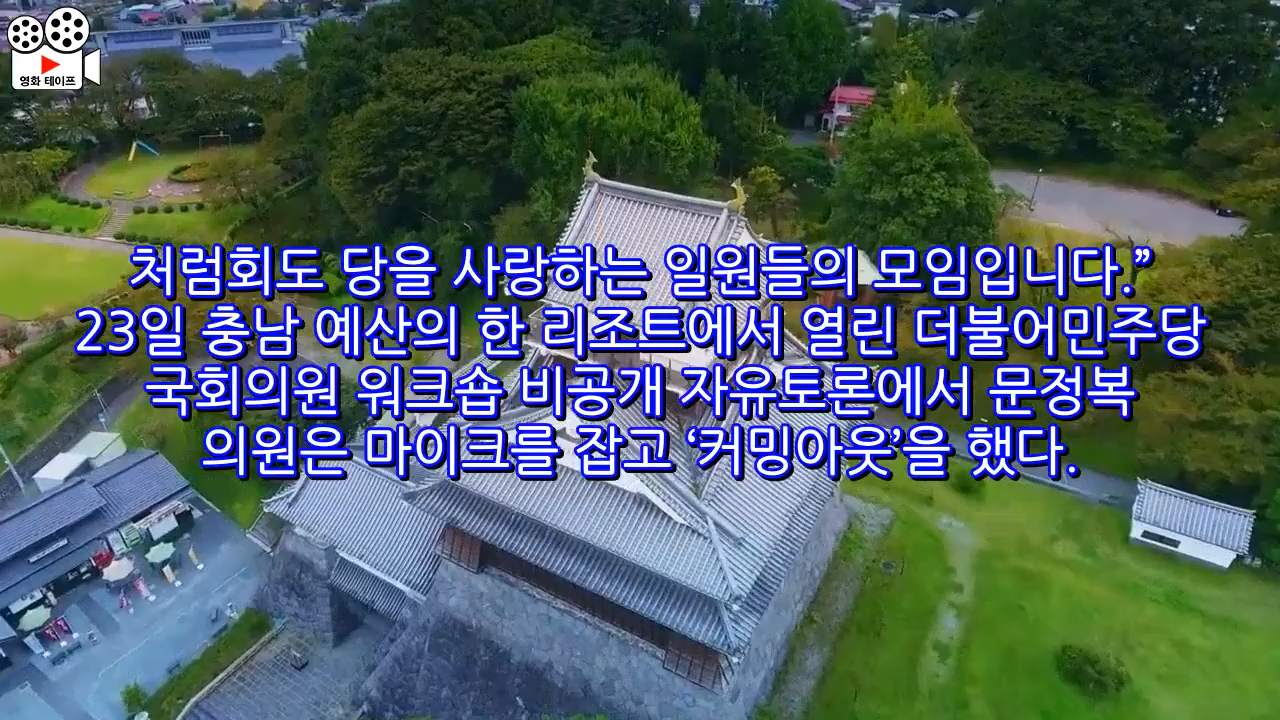 영화 테이프
처럼회도 당을 사랑하는 일원들의 모임입니다.”
23일 충남 예산의 한 리조트에서 열린 더불어민주당
국회의원 워크숍 비공개 자유토론에서 문정복
의원은 마이크를 잡고 ‘커밍아웃’을 했다.